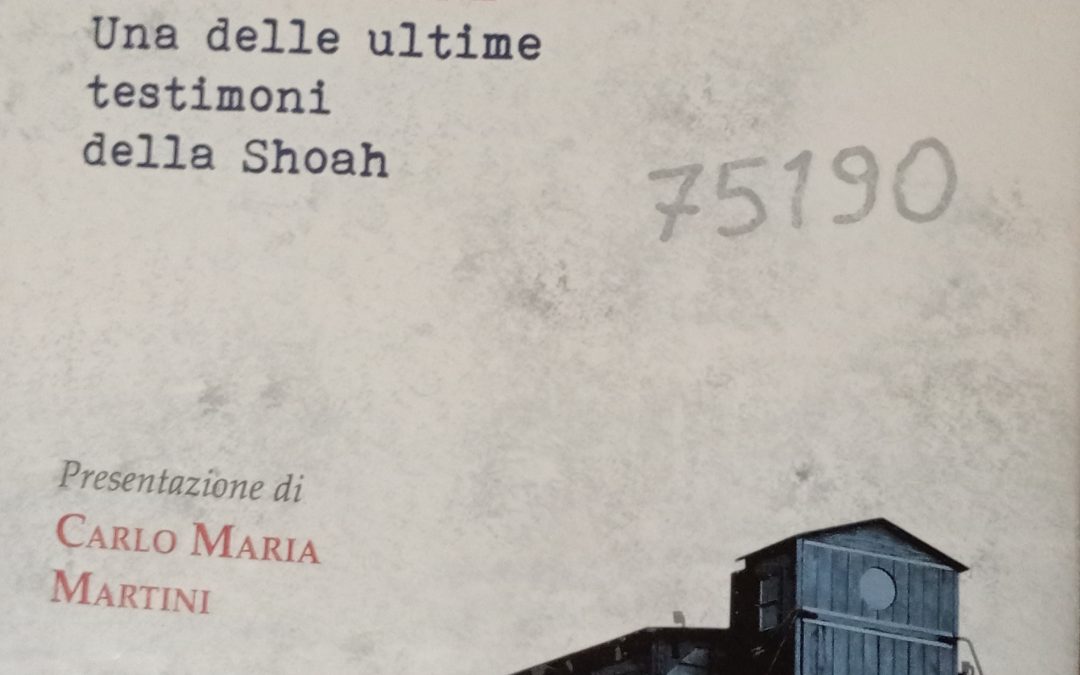 Una delle ultime
testimoni
della Shoah
75190
Presentazione di
CARLO MARIA
MARTINI